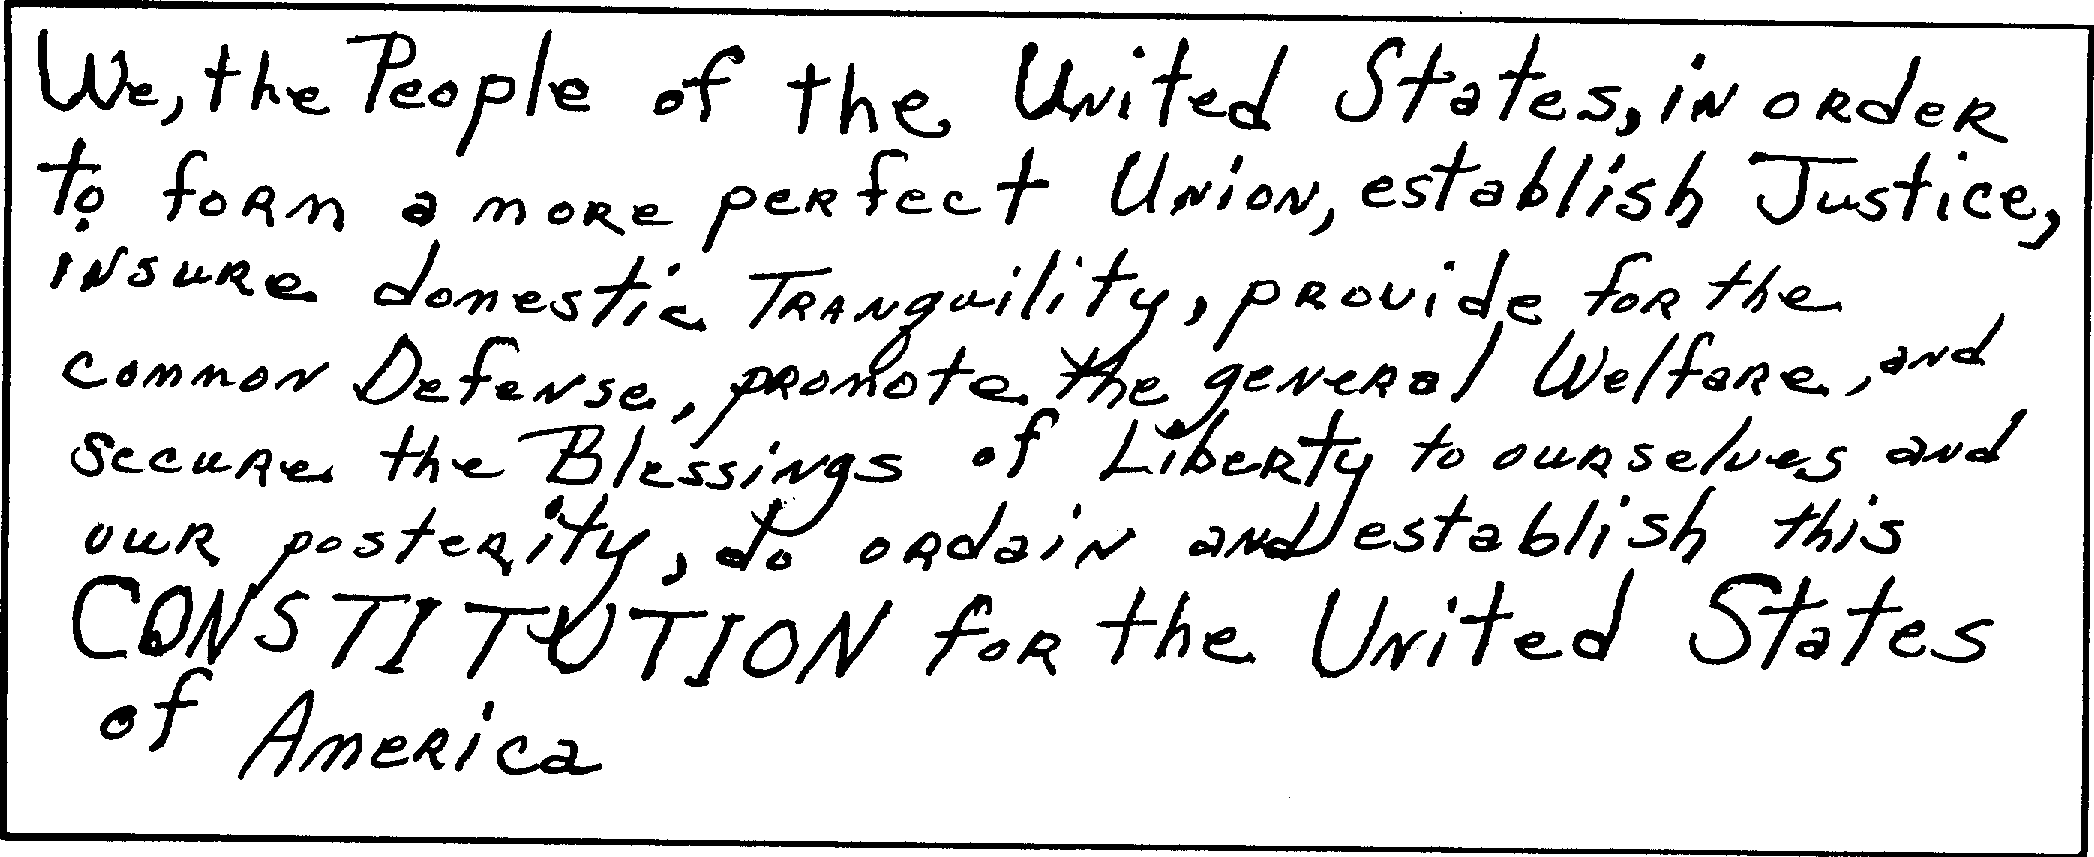 We, the People of the United States, in order
to form a more perfect Union, establish Justice,
insure domestic Tranquility, provide for the
common Defense, promote the general Welfare, and
secure the Blessings of Liberty to ourselves and
our posterity, do ordain and establish this
CONSTITUTION for the United States
of America